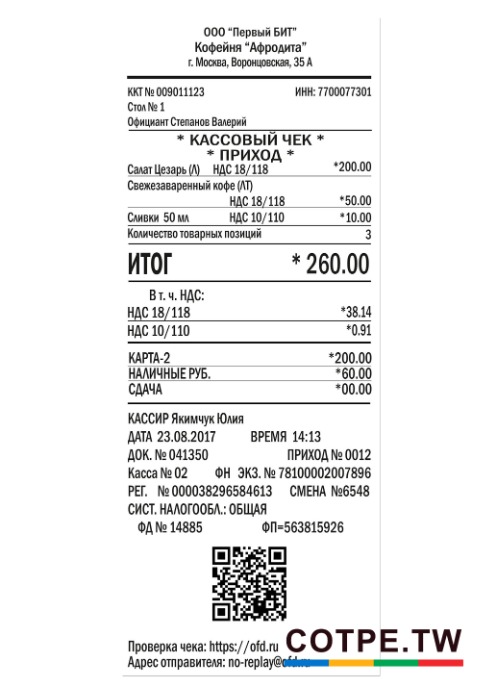 ООО “Первый БИТ”
Кофейня “Афродита”
г. Москва, Воронцовская, 35 А
ККТ № 009011123 ИНН: 7700077301
Стол № 1
Официант Степанов Валерий
* КАССОВЫЙ ЧЕК *
* ПРИХОД *
Салат Цезарь (Л) НДС 18/118 *200.00
Свежезаваренный кофе (ЛТ)
НДС 18/118 *50.00
Сливки 50 мл НДС 10/110 *10.00
Количество товарных позиций 3
ИТОГ * 260.00
В т. ч. НДС:
НДС 18/118 *38.14
НДС 10/110 *0.91
КАРТА-2 *200.00
НАЛИЧНЫЕ РУБ. *60.00
СДАЧА *00.00
КАССИР Якимчук Юлия
ДАТА 23.08.2017 ВРЕМЯ 14:13
ДОК. № 041350 ПРИХОД № 0012
Касса № 02 ФН ЭКЗ. № 78100002007896
РЕГ. № 000038296584613 СМЕНА №6548
СИСТ. НАЛОГООБЛ.: ОБЩАЯ
ФД № 14885 ФП=563815926
Проверка чека: https://ofd.ru
Адрес отправителя: no-replay@ofd.ru
COTPE.TW